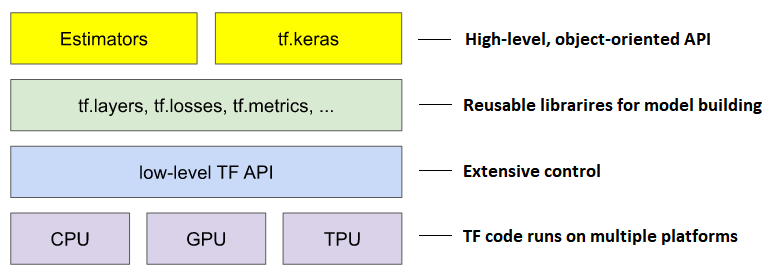 Estimators tf.keras High-level, object-oriented API
tf.layers, tf.losses, tf.metrics, ... Reusable librarires for model building
low-level TF API Extensive control
CPU GPU TPU TF code runs on multiple platforms